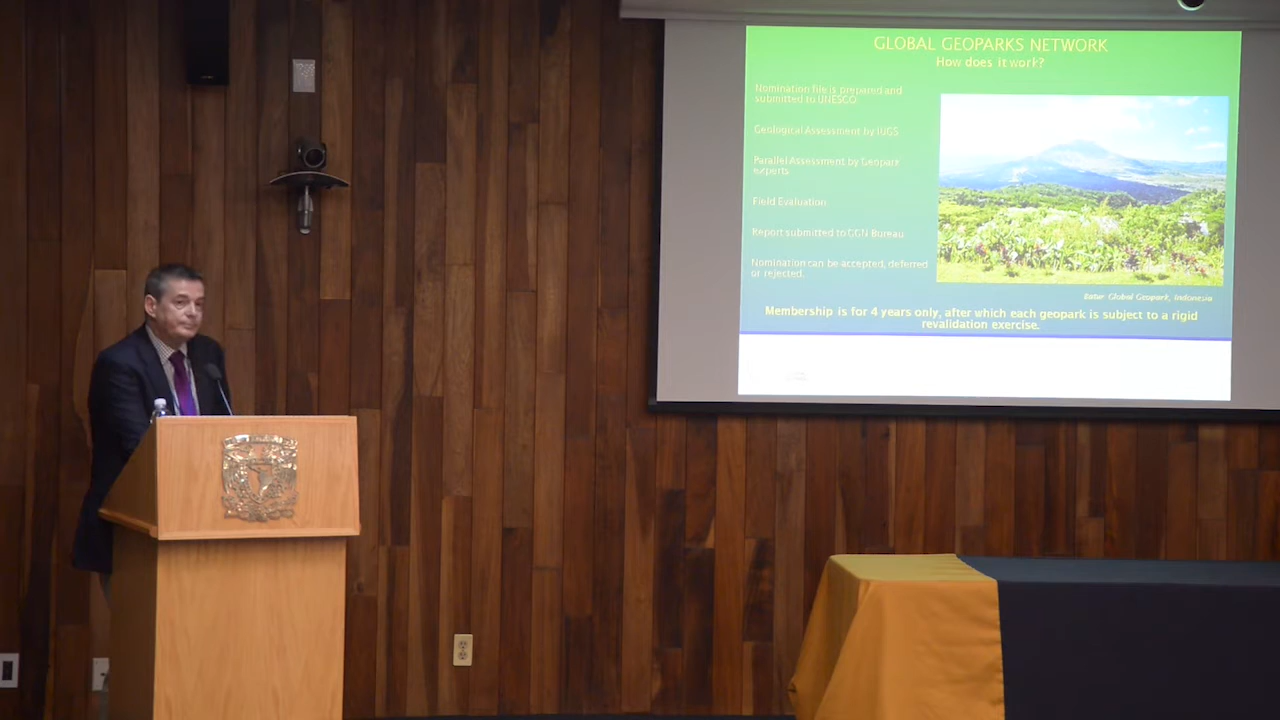 GLOBAL GEOPARKS NETWORK
How does it work?
Nomination file is prepared and
submitted to UNESCO
Geological Assessment by IUGS
Parallel Assessment by Geopark
experts
Field Evaluation
Report submitted to GGN Bureau
Nomination can be accepted, deferred
or rejected.
Batur Global Geopark, Indonesia
Membership is for 4 years only, after which each geopark is subject to a rigid
revalidation exercise.